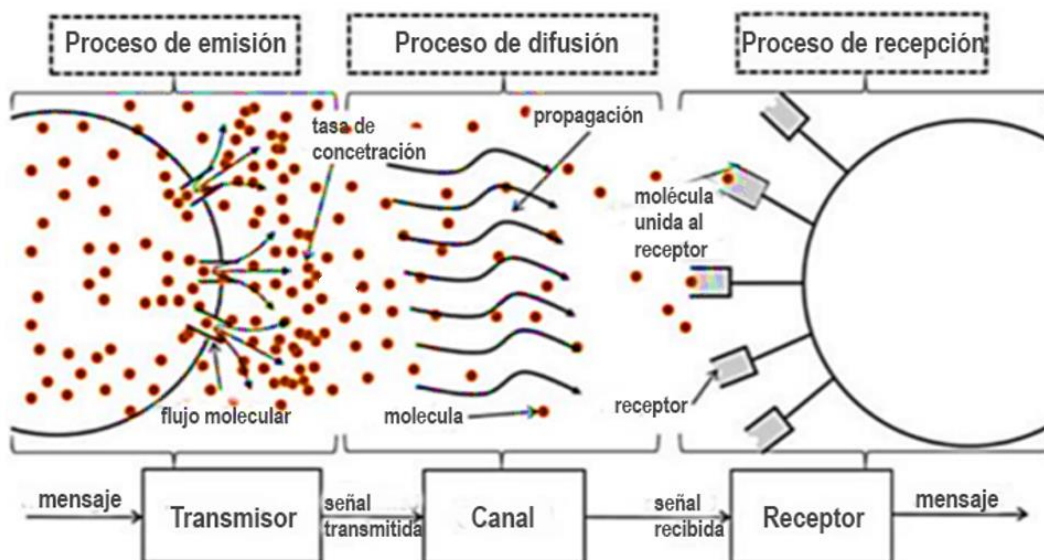 Proceso de emisión
Proceso de difusión
Proceso de recepción
tasa de
concetración
propagación
molécula
unida al
receptor
flujo molecular
molecula
receptor
mensaje
Transmisor
señal
transmitida
Canal
señal
recibida
Receptor
mensaje